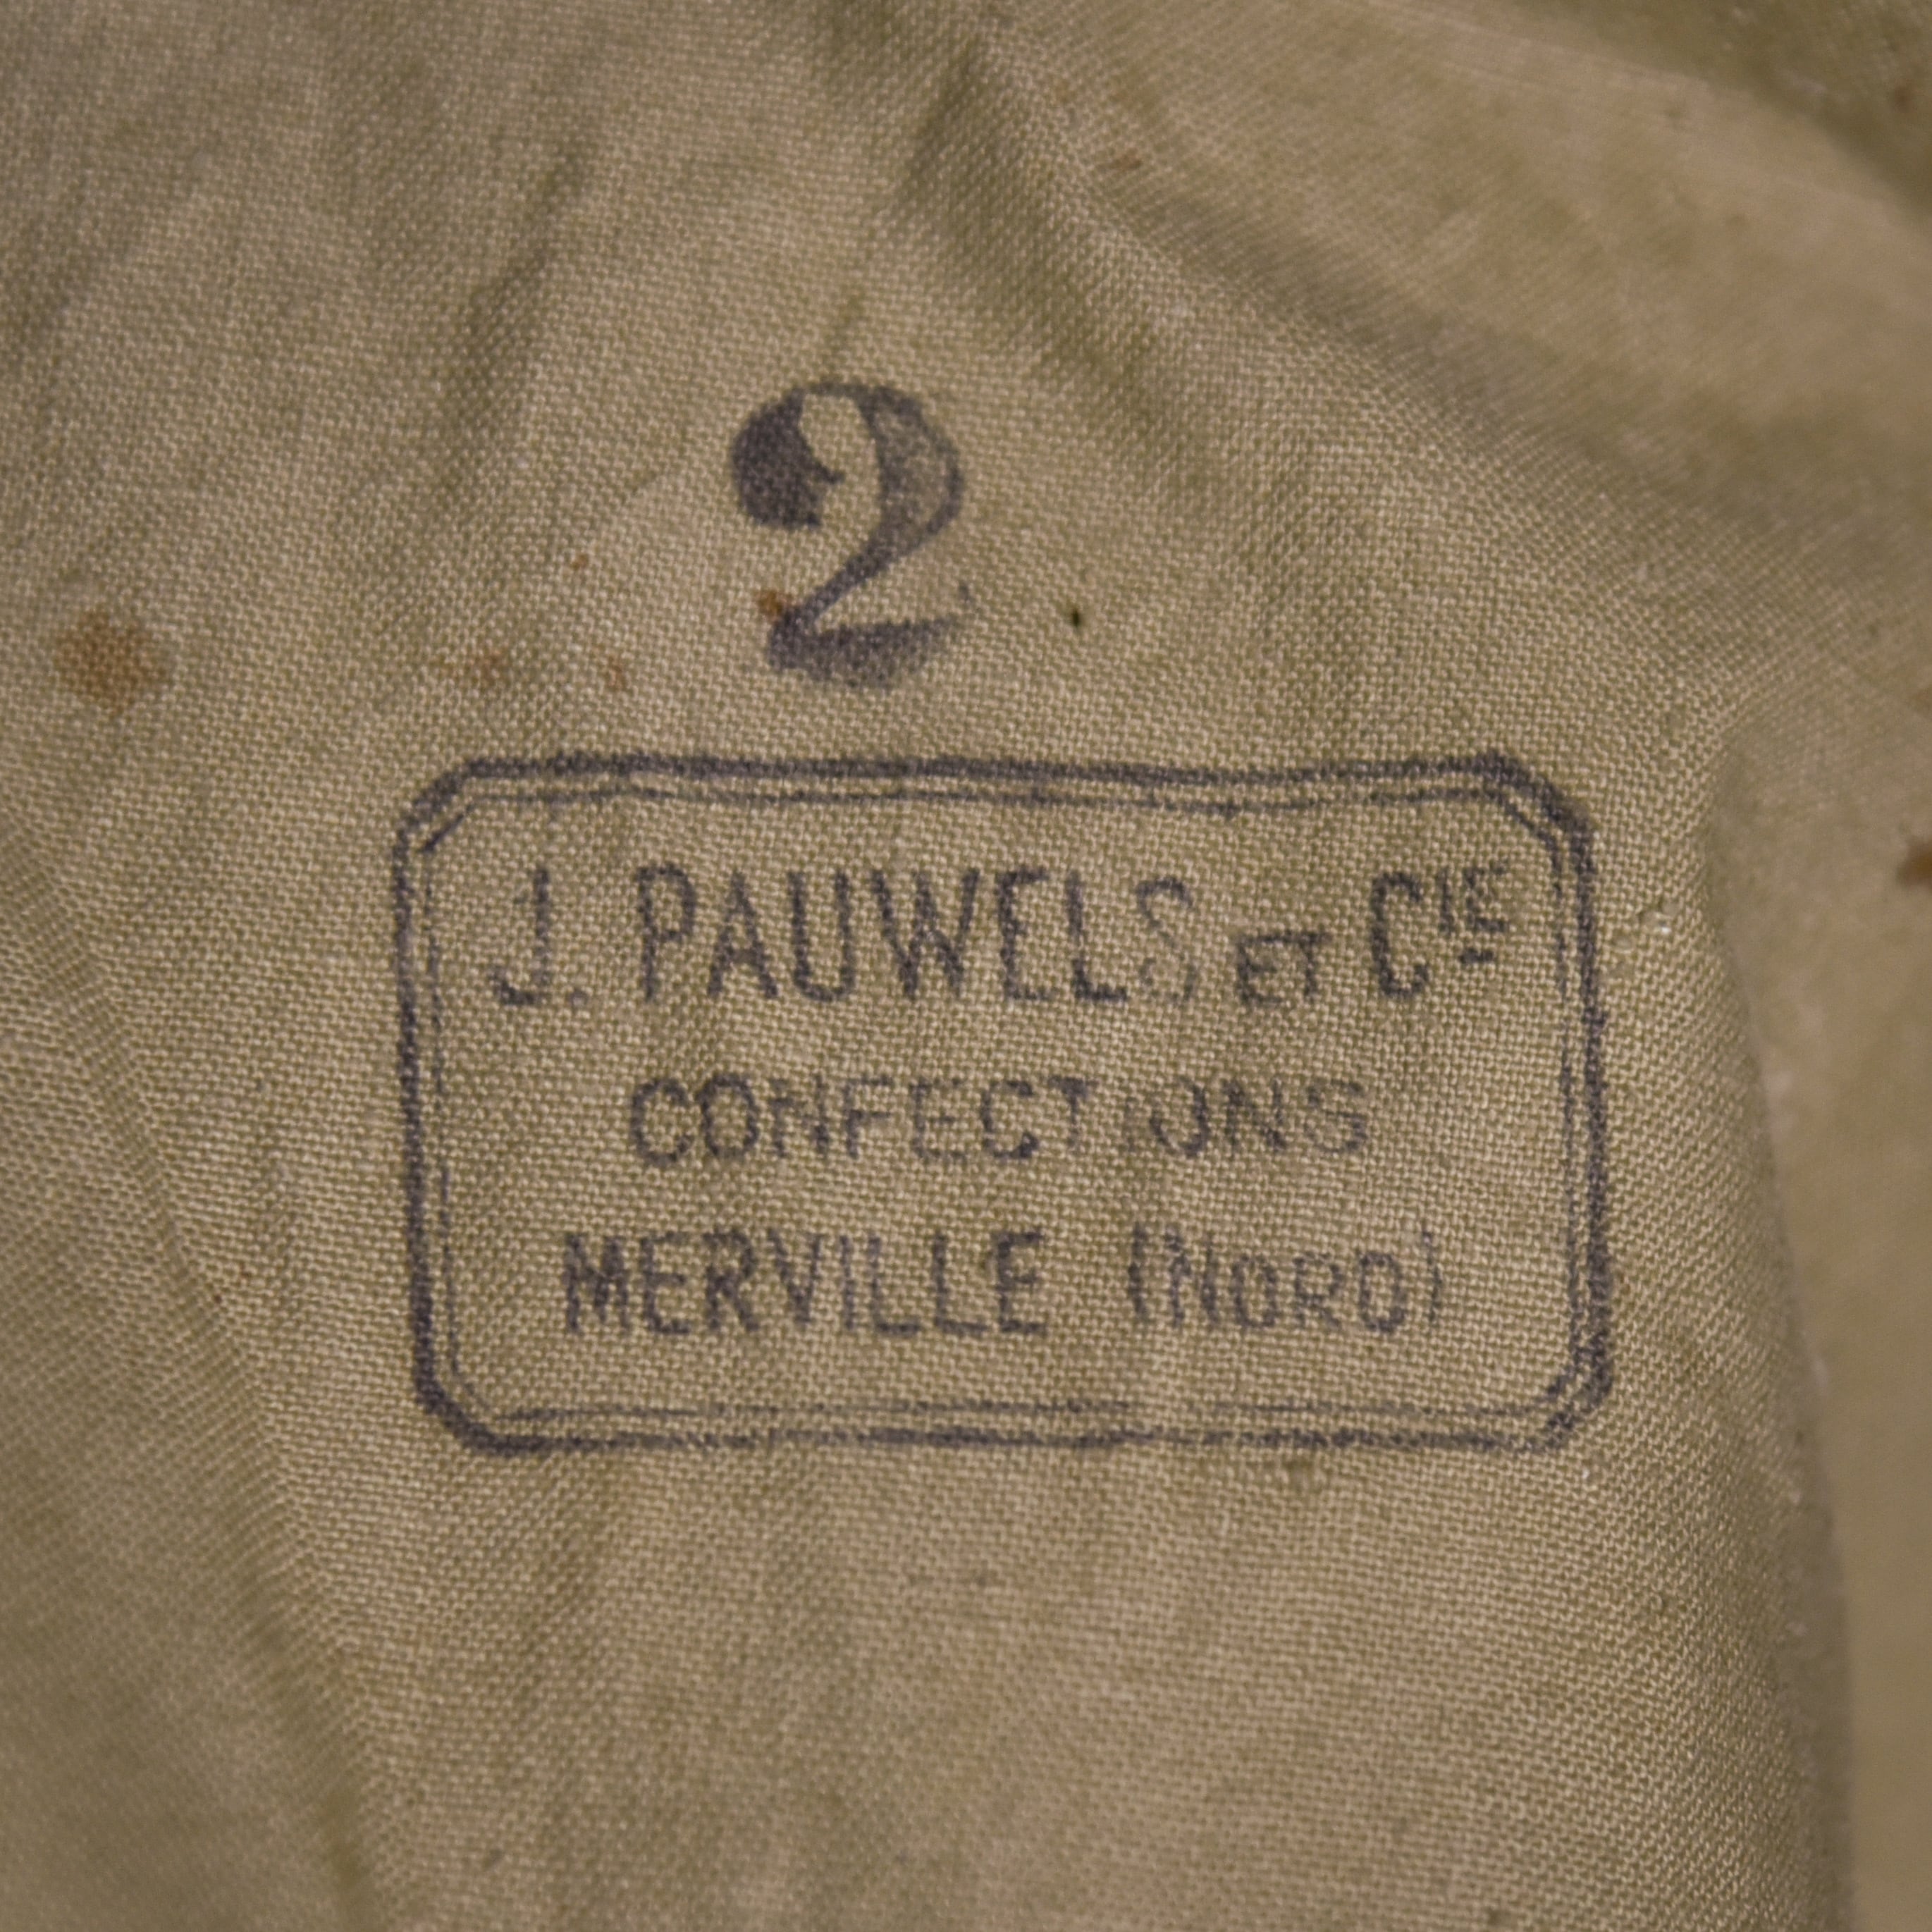 2
J. PAUWELS ET CIE
CONFECTIONS
MERVILLE (NORD)